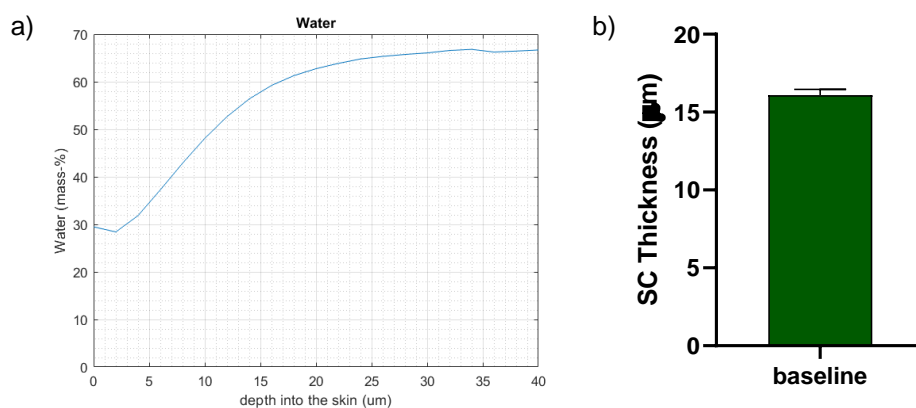 a)
Water
Water (mass-%)
70
60
50
40
30
20
10
0
0 5 10 15 20 25 30 35 40
depth into the skin (um)
b)
SC Thickness (μm)
20
15
10
5
0
baseline